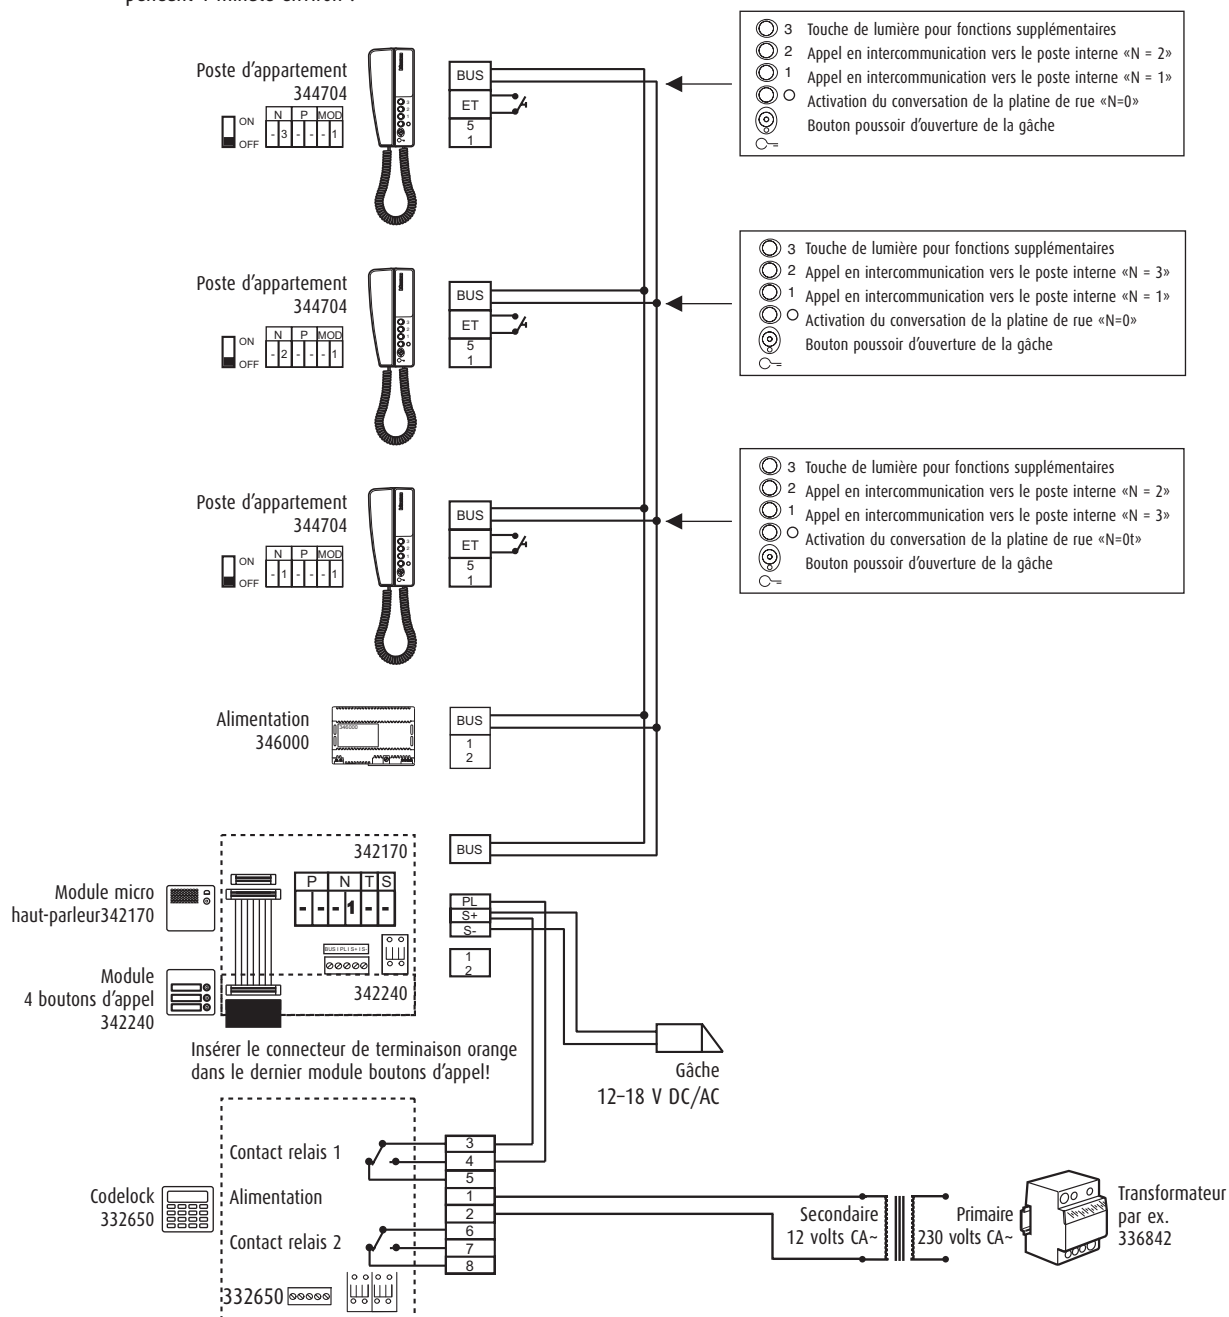 Poste d'appartement
344704
ON
OFF
N P MOD
- 3 - - - 1
BUS
ET
5
1
3 Touche de lumière pour fonctions supplémentaires
2 Appel en intercommunication vers le poste interne «N = 2»
1 Appel en intercommunication vers le poste interne «N = 1»
Activation du conversation de la platine de rue «N=0»
Bouton poussoir d'ouverture de la gâche
Poste d'appartement
344704
ON
OFF
N P MOD
- 2 - - - 1
BUS
ET
5
1
3 Touche de lumière pour fonctions supplémentaires
2 Appel en intercommunication vers le poste interne «N = 3»
1 Appel en intercommunication vers le poste interne «N = 1»
Activation du conversation de la platine de rue «N=0»
Bouton poussoir d'ouverture de la gâche
Poste d'appartement
344704
ON
OFF
N P MOD
- 1 - - - 1
BUS
ET
5
1
3 Touche de lumière pour fonctions supplémentaires
2 Appel en intercommunication vers le poste interne «N = 2»
1 Appel en intercommunication vers le poste interne «N = 3»
Activation du conversation de la platine de rue «N=0t»
Bouton poussoir d'ouverture de la gâche
Alimentation
346000
346000
BUS
1
2
342170
BUS
Module micro
haut-parleur342170
P N T S
- - - 1 - -
BUS I PL I S+ I S-
PL
S+
S-
1
2
Module
4 boutons d'appel
342240
342240
Insérer le connecteur de terminaison orange
dans le dernier module boutons d'appel!
Gâche
12–18 V DC/AC
Codelock
332650
Contact relais 1
Alimentation
Contact relais 2
332650
3
4
5
1
2
6
7
8
Secondaire
12 volts CA~
Primaire
230 volts CA~
Transformateur
par ex.
336842